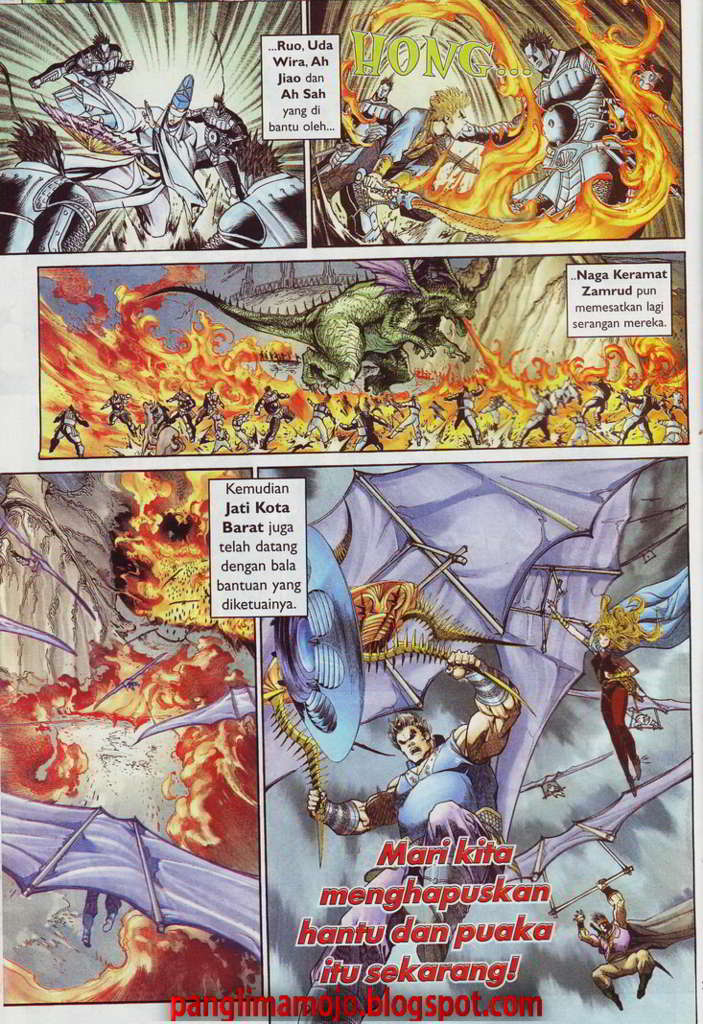 ...Ruo, Uda
Wira, Ah
Jiao dan
Ah Sah
yang di
bantu oleh...
HONG...
..Naga Keramat
Zamrud pun
memesatkan lagi
serangan mereka.
Kemudian
Jati Kota
Barat juga
telah datang
dengan bala
bantuan yang
diketuainya.
Mari kita
menghapuskan
hantu dan puaka
itu sekarang!
panglimamojo.blogspot.com